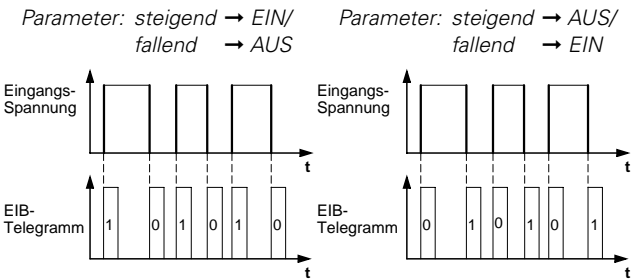 Parameter: steigend ➞ EIN/
fallend ➞ AUS
Eingangs-
Spannung
t
EIB-
Telegramm
1 0 1 0 1 0
t
Parameter: steigend ➞ AUS/
fallend ➞ EIN
Eingangs-
Spannung
t
EIB-
Telegramm
0 1 0 1 0 1
t